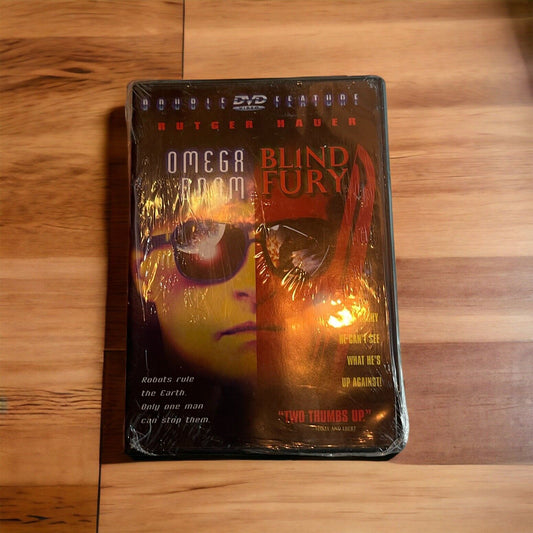 DOUBLE DVD FEATURE
VIDEO
RUTGER HAUER
OMEGA
DOOM
BLIND
FURY
HE CAN'T SEE
WHAT HE'S
UP AGAINST!
Robots rule
the Earth.
Only one man
can stop them.
"TWO THUMBS UP."